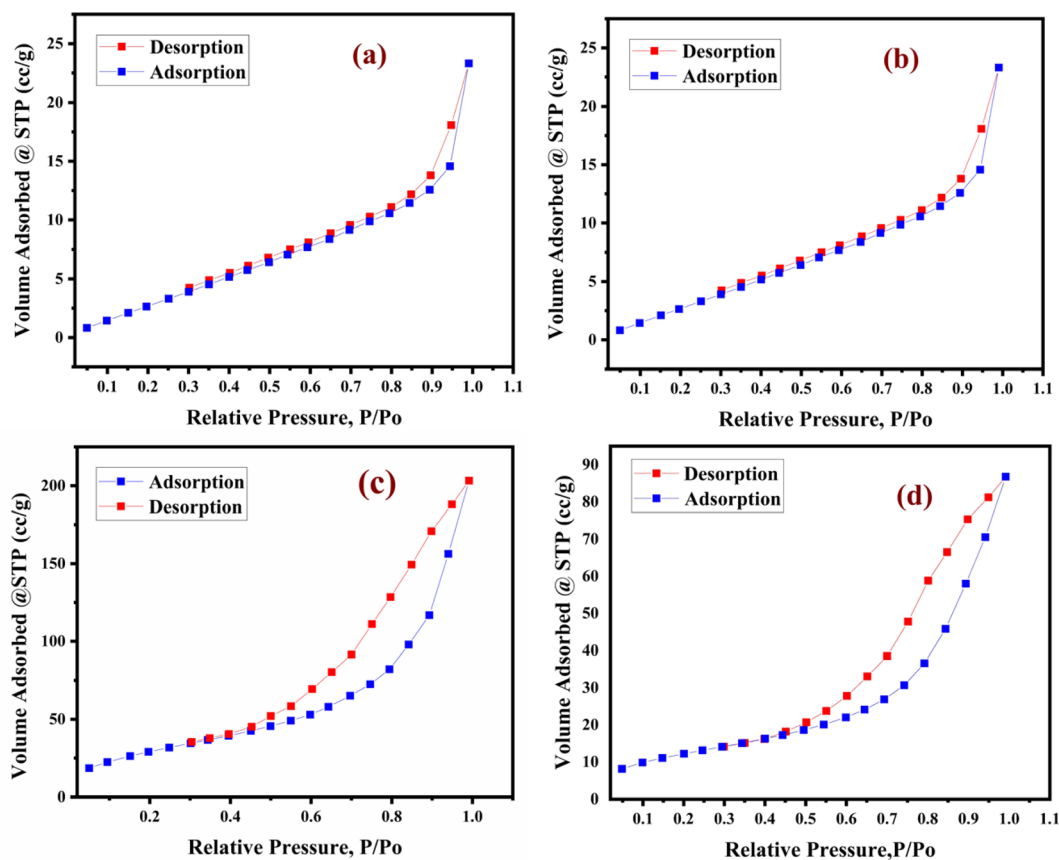 (a)
Desorption
Adsorption
Volume Adsorbed @ STP (cc/g)
25
20
15
10
5
0
0.1 0.2 0.3 0.4 0.5 0.6 0.7 0.8 0.9 1.0 1.1
Relative Pressure, P/Po
(b)
Desorption
Adsorption
Volume Adsorbed @ STP (cc/g)
25
20
15
10
5
0
0.1 0.2 0.3 0.4 0.5 0.6 0.7 0.8 0.9 1.0 1.1
Relative Pressure, P/Po
(c)
Adsorption
Desorption
Volume Adsorbed @STP (cc/g)
200
150
100
50
0
0.2 0.4 0.6 0.8 1.0
Relative Pressure, P/Po
(d)
Desorption
Adsorption
Volume Adsorbed @ STP (cc/g)
90
80
70
60
50
40
30
20
10
0
0.1 0.2 0.3 0.4 0.5 0.6 0.7 0.8 0.9 1.0 1.1
Relative Pressure,P/Po